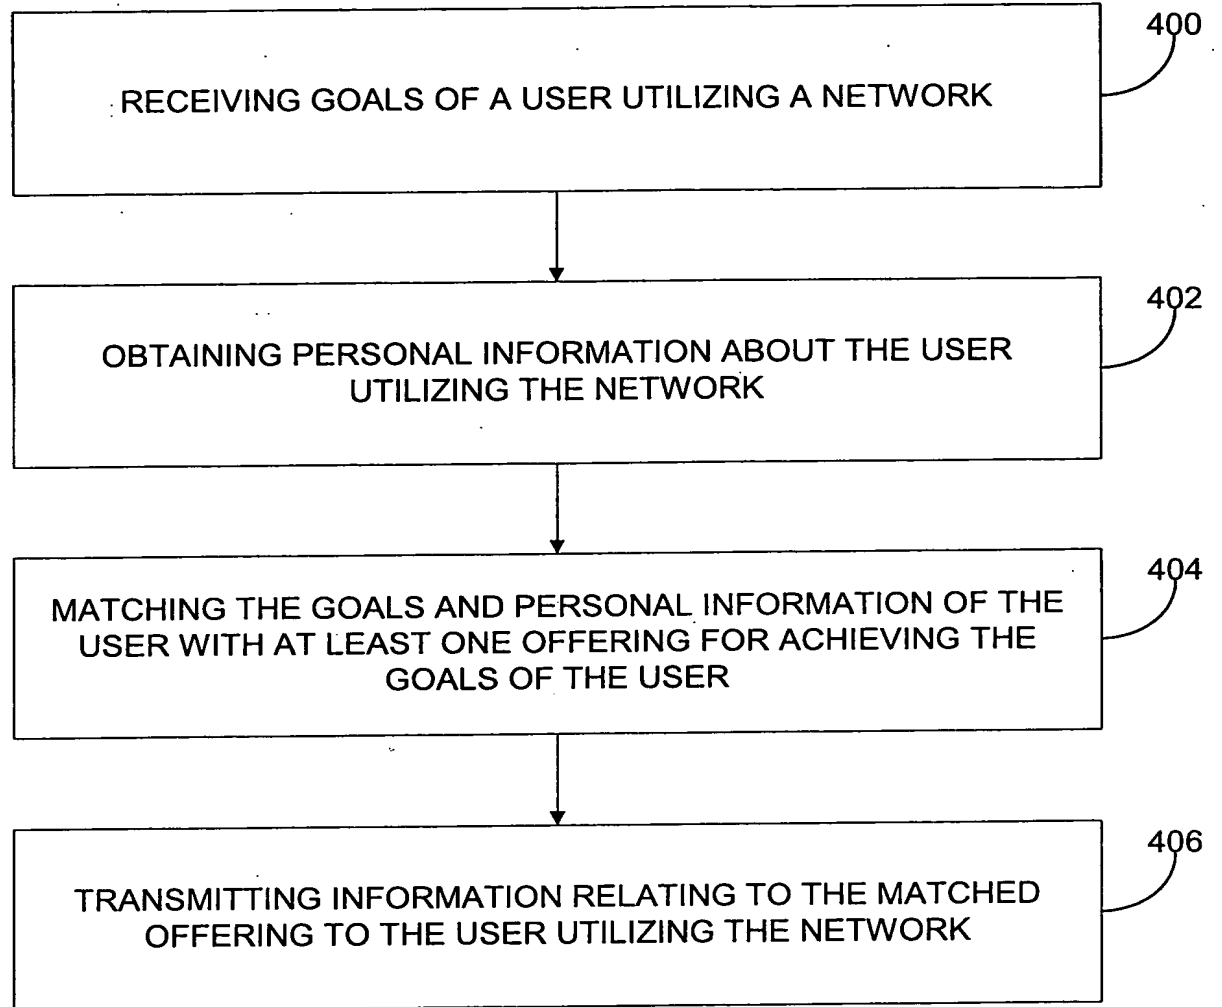 400
RECEIVING GOALS OF A USER UTILIZING A NETWORK
402
OBTAINING PERSONAL INFORMATION ABOUT THE USER
UTILIZING THE NETWORK
404
MATCHING THE GOALS AND PERSONAL INFORMATION OF THE
USER WITH AT LEAST ONE OFFERING FOR ACHIEVING THE
GOALS OF THE USER
406
TRANSMITTING INFORMATION RELATING TO THE MATCHED
OFFERING TO THE USER UTILIZING THE NETWORK